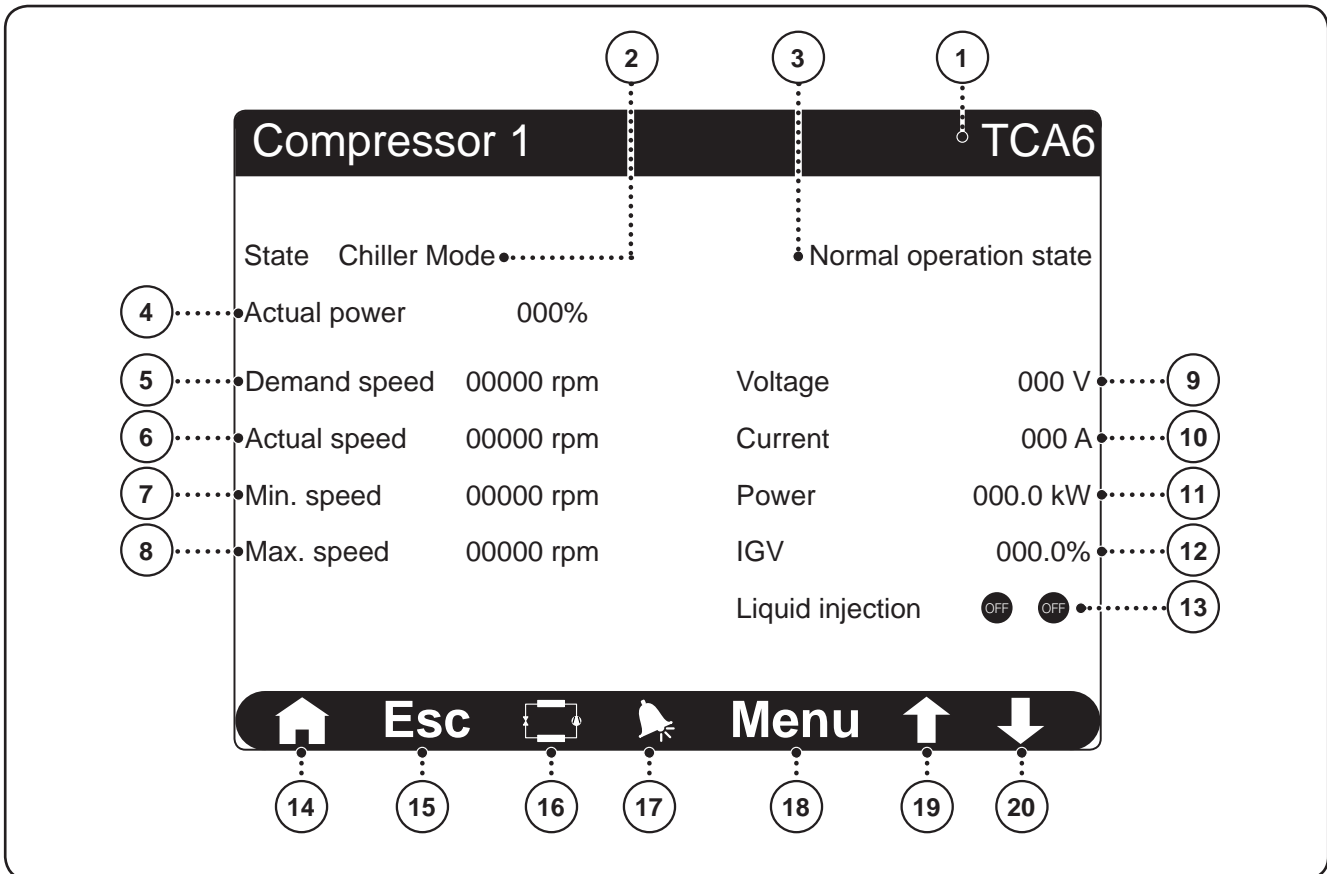 2 3 1
Compressor 1 TCA6
State Chiller Mode Normal operation state
4 Actual power 000%
5 Demand speed 00000 rpm Voltage 000 V 9
6 Actual speed 00000 rpm Current 000 A 10
7 Min. speed 00000 rpm Power 000.0 kW 11
8 Max. speed 00000 rpm IGV 000.0% 12
Liquid injection OFF OFF 13
Esc Menu
14 15 16 17 18 19 20